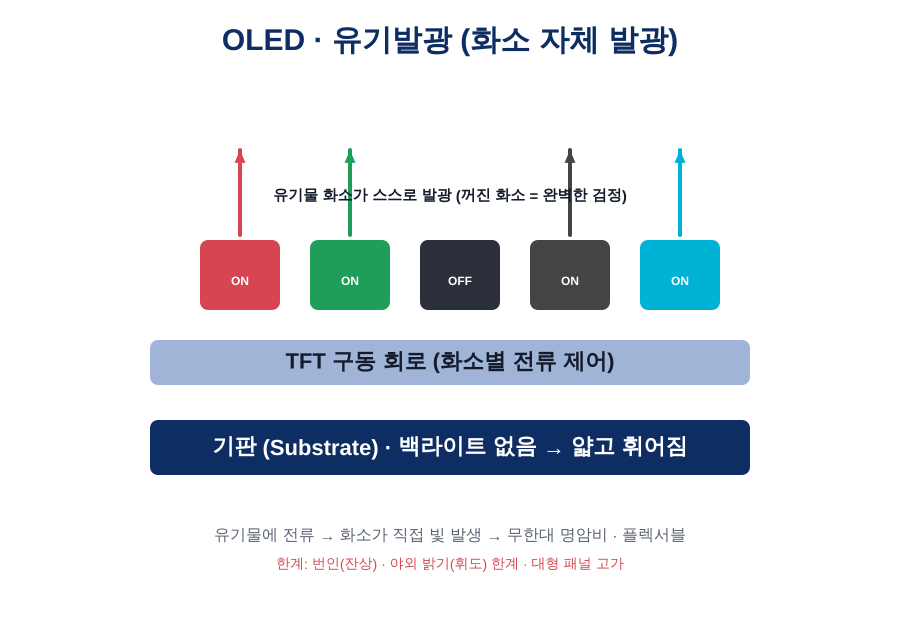 OLED · 유기발광 (화소 자체 발광)
유기물 화소가 스스로 발광 (꺼진 화소 = 완벽한 검정)
ON ON OFF ON ON
TFT 구동 회로 (화소별 전류 제어)
기판 (Substrate) · 백라이트 없음 → 얇고 휘어짐
유기물에 전류 → 화소가 직접 빛 발생 → 무한대 명암비 · 플렉서블
한계: 번인(잔상) · 야외 밝기(휘도) 한계 · 대형 패널 고가